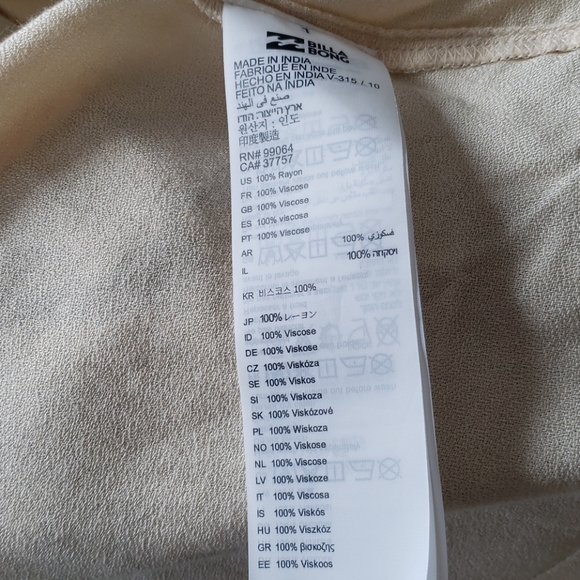 BILLA
BONG
MADE IN INDIA
FABRIQUÉ EN INDE
HECHO EN INDIA V-315 / 10
FEITO NA ÍNDIA
صنع في الهند
ארץ הייצור: הודו
원산지 : 인도
印度製造
RN# 99064
CA# 37757
US 100% Rayon
FR 100% Viscose
GB 100% Viscose
ES 100% viscosa
PT 100% Viscose
AR فسكوزي 100%
IL ויסקוזה 100%
KR 비스코스 100%
JP 100% レーヨン
ID 100% Viscose
DE 100% Viskose
CZ 100% Viskóza
SE 100% Viskos
SI 100% Viskoza
SK 100% Viskózové
PL 100% Wiskoza
NO 100% Viskose
NL 100% Viscose
LV 100% Viskoze
IT 100% Viscosa
IS 100% Viskós
HU 100% Viszkóz
GR 100% βισκοζης
EE 100% Viskoos